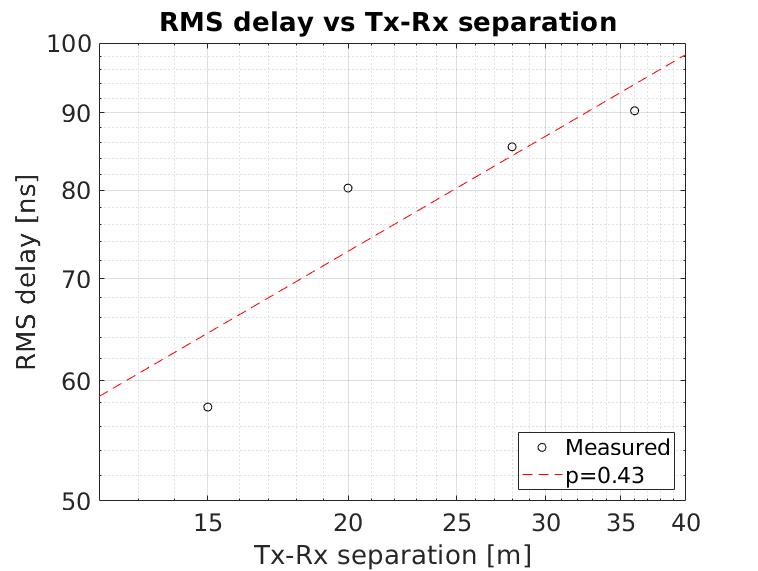 RMS delay vs Tx-Rx separation
100
90
80
70
60
50
RMS delay [ns]
15
20
25
30
35
40
Tx-Rx separation [m]
Measured
p=0.43